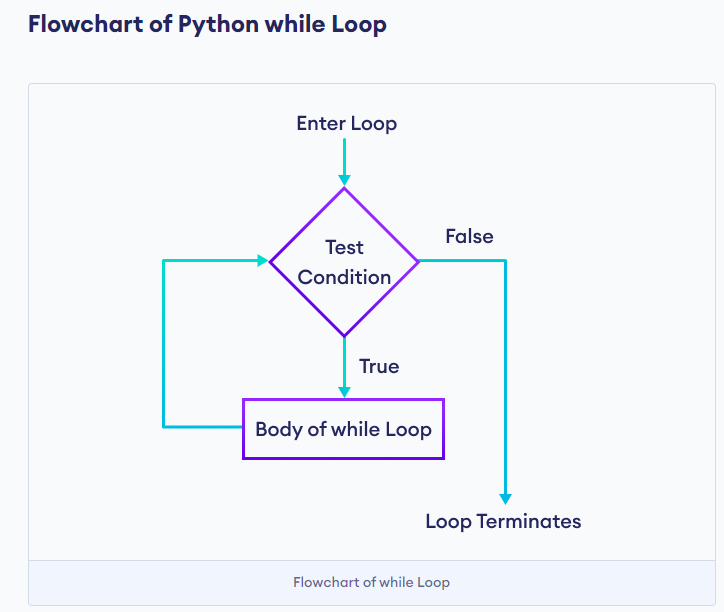 Flowchart of Python while Loop
Enter Loop
Test
Condition
False
True
Body of while Loop
Loop Terminates
Flowchart of while Loop